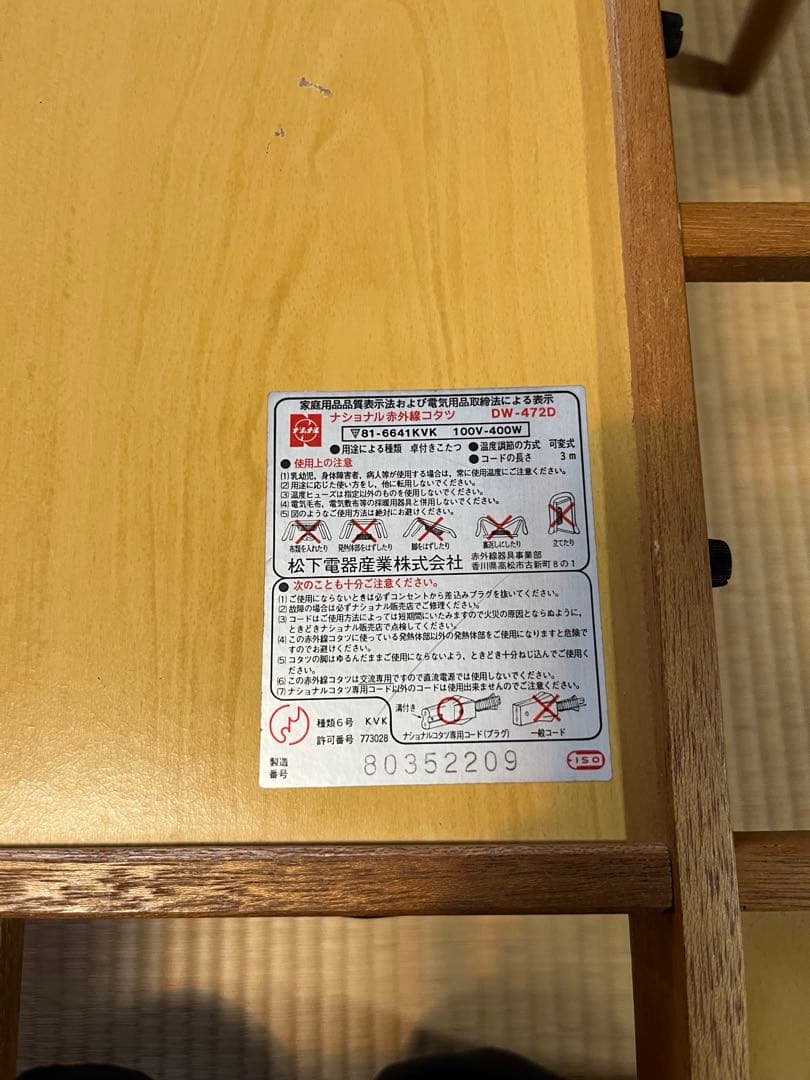 家庭用品品質表示法および電気用品取締法による表示
ナショナル
ナショナル赤外線コタツ DW-472D
▽81-6641KVK 100V-400W
●用途による種類 卓付きこたつ ●温度調節の方式 可変式
●コードの長さ 3m
●使用上の注意
(1)乳幼児、身体障害者、病人等が使用する場合は、常に使用温度にご注意ください。
(2)用途に応じた使い方をし、他に転用しないでください。
(3)温度ヒューズは指定以外のものを使用しないでください。
(4)電気毛布、電気敷布等の採暖用器具と併用しないでください。
(5)図のようなご使用方法は絶対にお避けください。
布類を入れたり 発熱体部をはずしたり 脚をはずしたり 裏返しにしたり 立てたり
松下電器産業株式会社 赤外線器具事業部
香川県高松市古新町8の1
●次のことも十分ご注意ください。
(1)ご使用にならないときは必ずコンセントから差込みプラグを抜いてください。
(2)故障の場合は必ずナショナル販売店でご修理ください。
(3)コードはご使用方法によっては短期間にいたみますので火災の原因とならぬように、
ときどきナショナル販売店で点検してください。
(4)この赤外線コタツに使っている発熱体部以外の発熱体部をご使用になりますと危険で
すのでお避けください。
(5)コタツの脚はゆるんだままご使用にならないよう、ときどき十分ねじ込んでご使用く
ださい。
(6)この赤外線コタツは交流専用ですので直流電源では使用しないでください。
(7)ナショナルコタツ専用コード以外のコードは使用出来ませんのでご注意ください。
溝付き
ナショナルコタツ専用コード(プラグ) 一般コード
種類6号 KVK
許可番号 773028
製造
番号 80352209
ISO